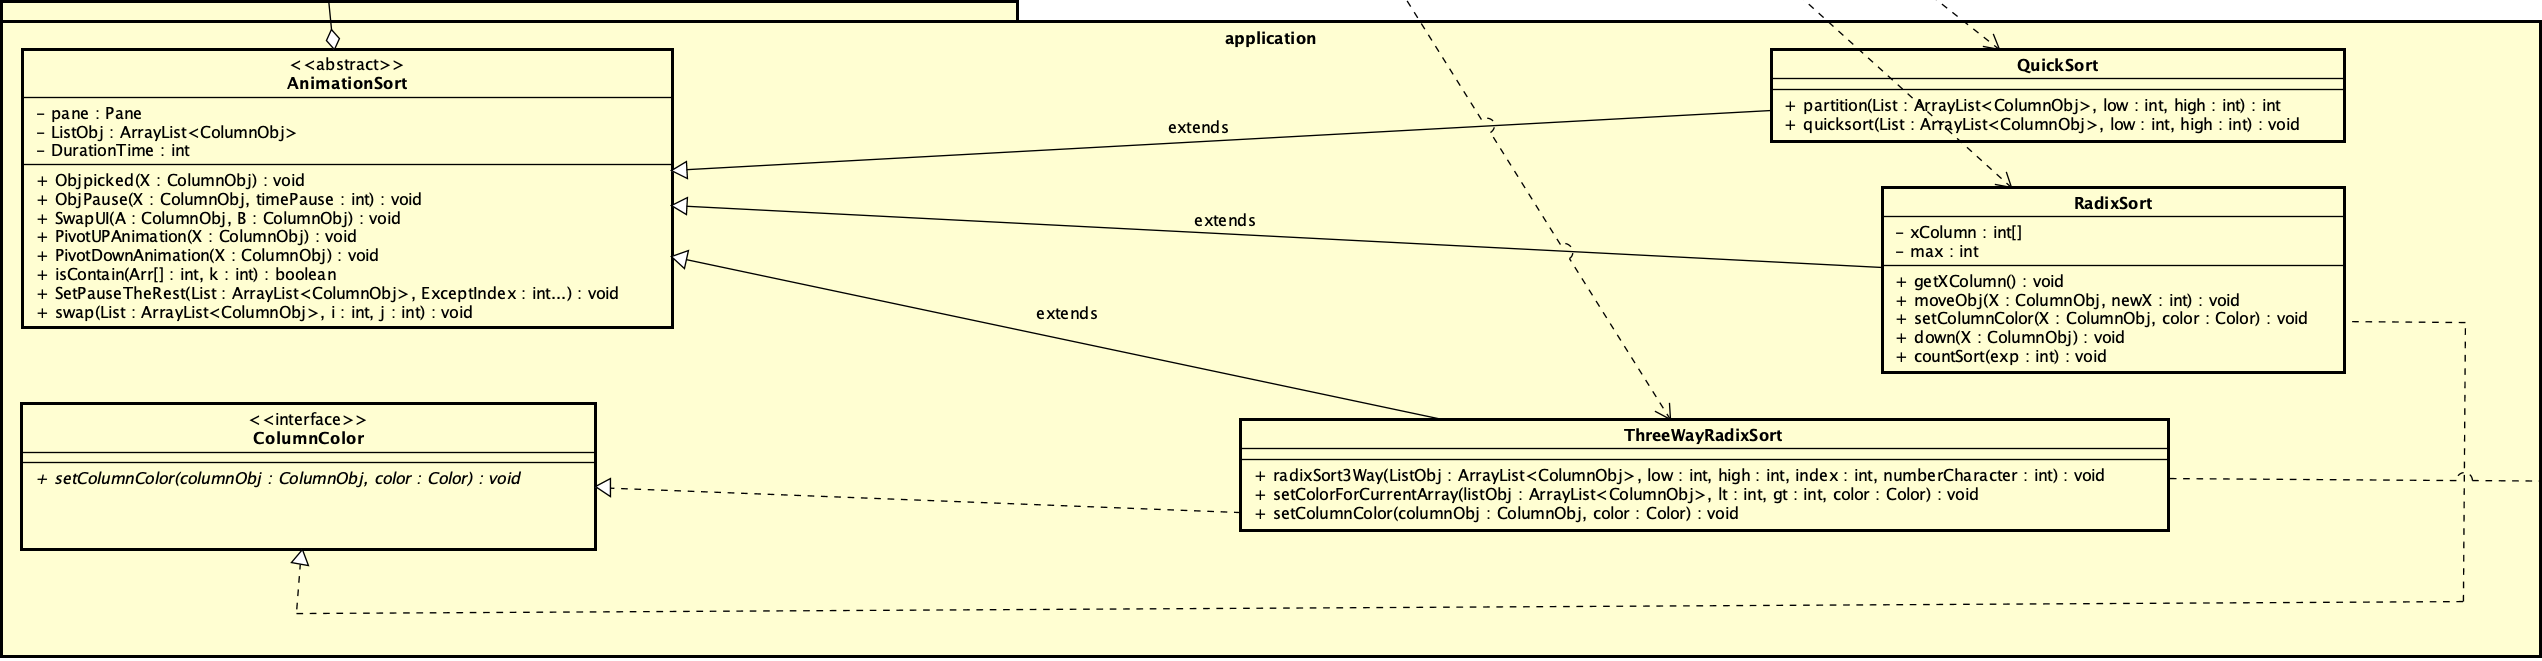 application
<<abstract>>
AnimationSort
- pane : Pane
- ListObj : ArrayList<ColumnObj>
- DurationTime : int
+ Objpicked(X : ColumnObj) : void
+ ObjPause(X : ColumnObj, timePause : int) : void
+ SwapUI(A : ColumnObj, B : ColumnObj) : void
+ PivotUPAnimation(X : ColumnObj) : void
+ PivotDownAnimation(X : ColumnObj) : void
+ isContain(Arr[] : int, k : int) : boolean
+ SetPauseTheRest(List : ArrayList<ColumnObj>, ExceptIndex : int...) : void
+ swap(List : ArrayList<ColumnObj>, i : int, j : int) : void
extends
extends
extends
QuickSort
+ partition(List : ArrayList<ColumnObj>, low : int, high : int) : int
+ quicksort(List : ArrayList<ColumnObj>, low : int, high : int) : void
RadixSort
- xColumn : int[]
- max : int
+ getXColumn() : void
+ moveObj(X : ColumnObj, newX : int) : void
+ setColumnColor(X : ColumnObj, color : Color) : void
+ down(X : ColumnObj) : void
+ countSort(exp : int) : void
<<interface>>
ColumnColor
+ setColumnColor(columnObj : ColumnObj, color : Color) : void
ThreeWayRadixSort
+ radixSort3Way(ListObj : ArrayList<ColumnObj>, low : int, high : int, index : int, numberCharacter : int) : void
+ setColorForCurrentArray(listObj : ArrayList<ColumnObj>, lt : int, gt : int, color : Color) : void
+ setColumnColor(columnObj : ColumnObj, color : Color) : void